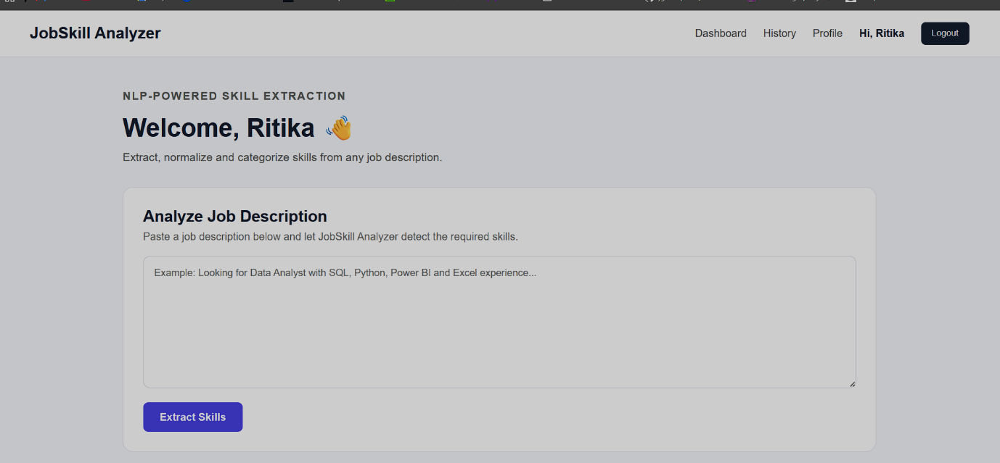 JobSkill Analyzer
Dashboard History Profile Hi, Ritika Logout
NLP-POWERED SKILL EXTRACTION
Welcome, Ritika 👋
Extract, normalize and categorize skills from any job description.
Analyze Job Description
Paste a job description below and let JobSkill Analyzer detect the required skills.
Example: Looking for Data Analyst with SQL, Python, Power BI and Excel experience...
Extract Skills